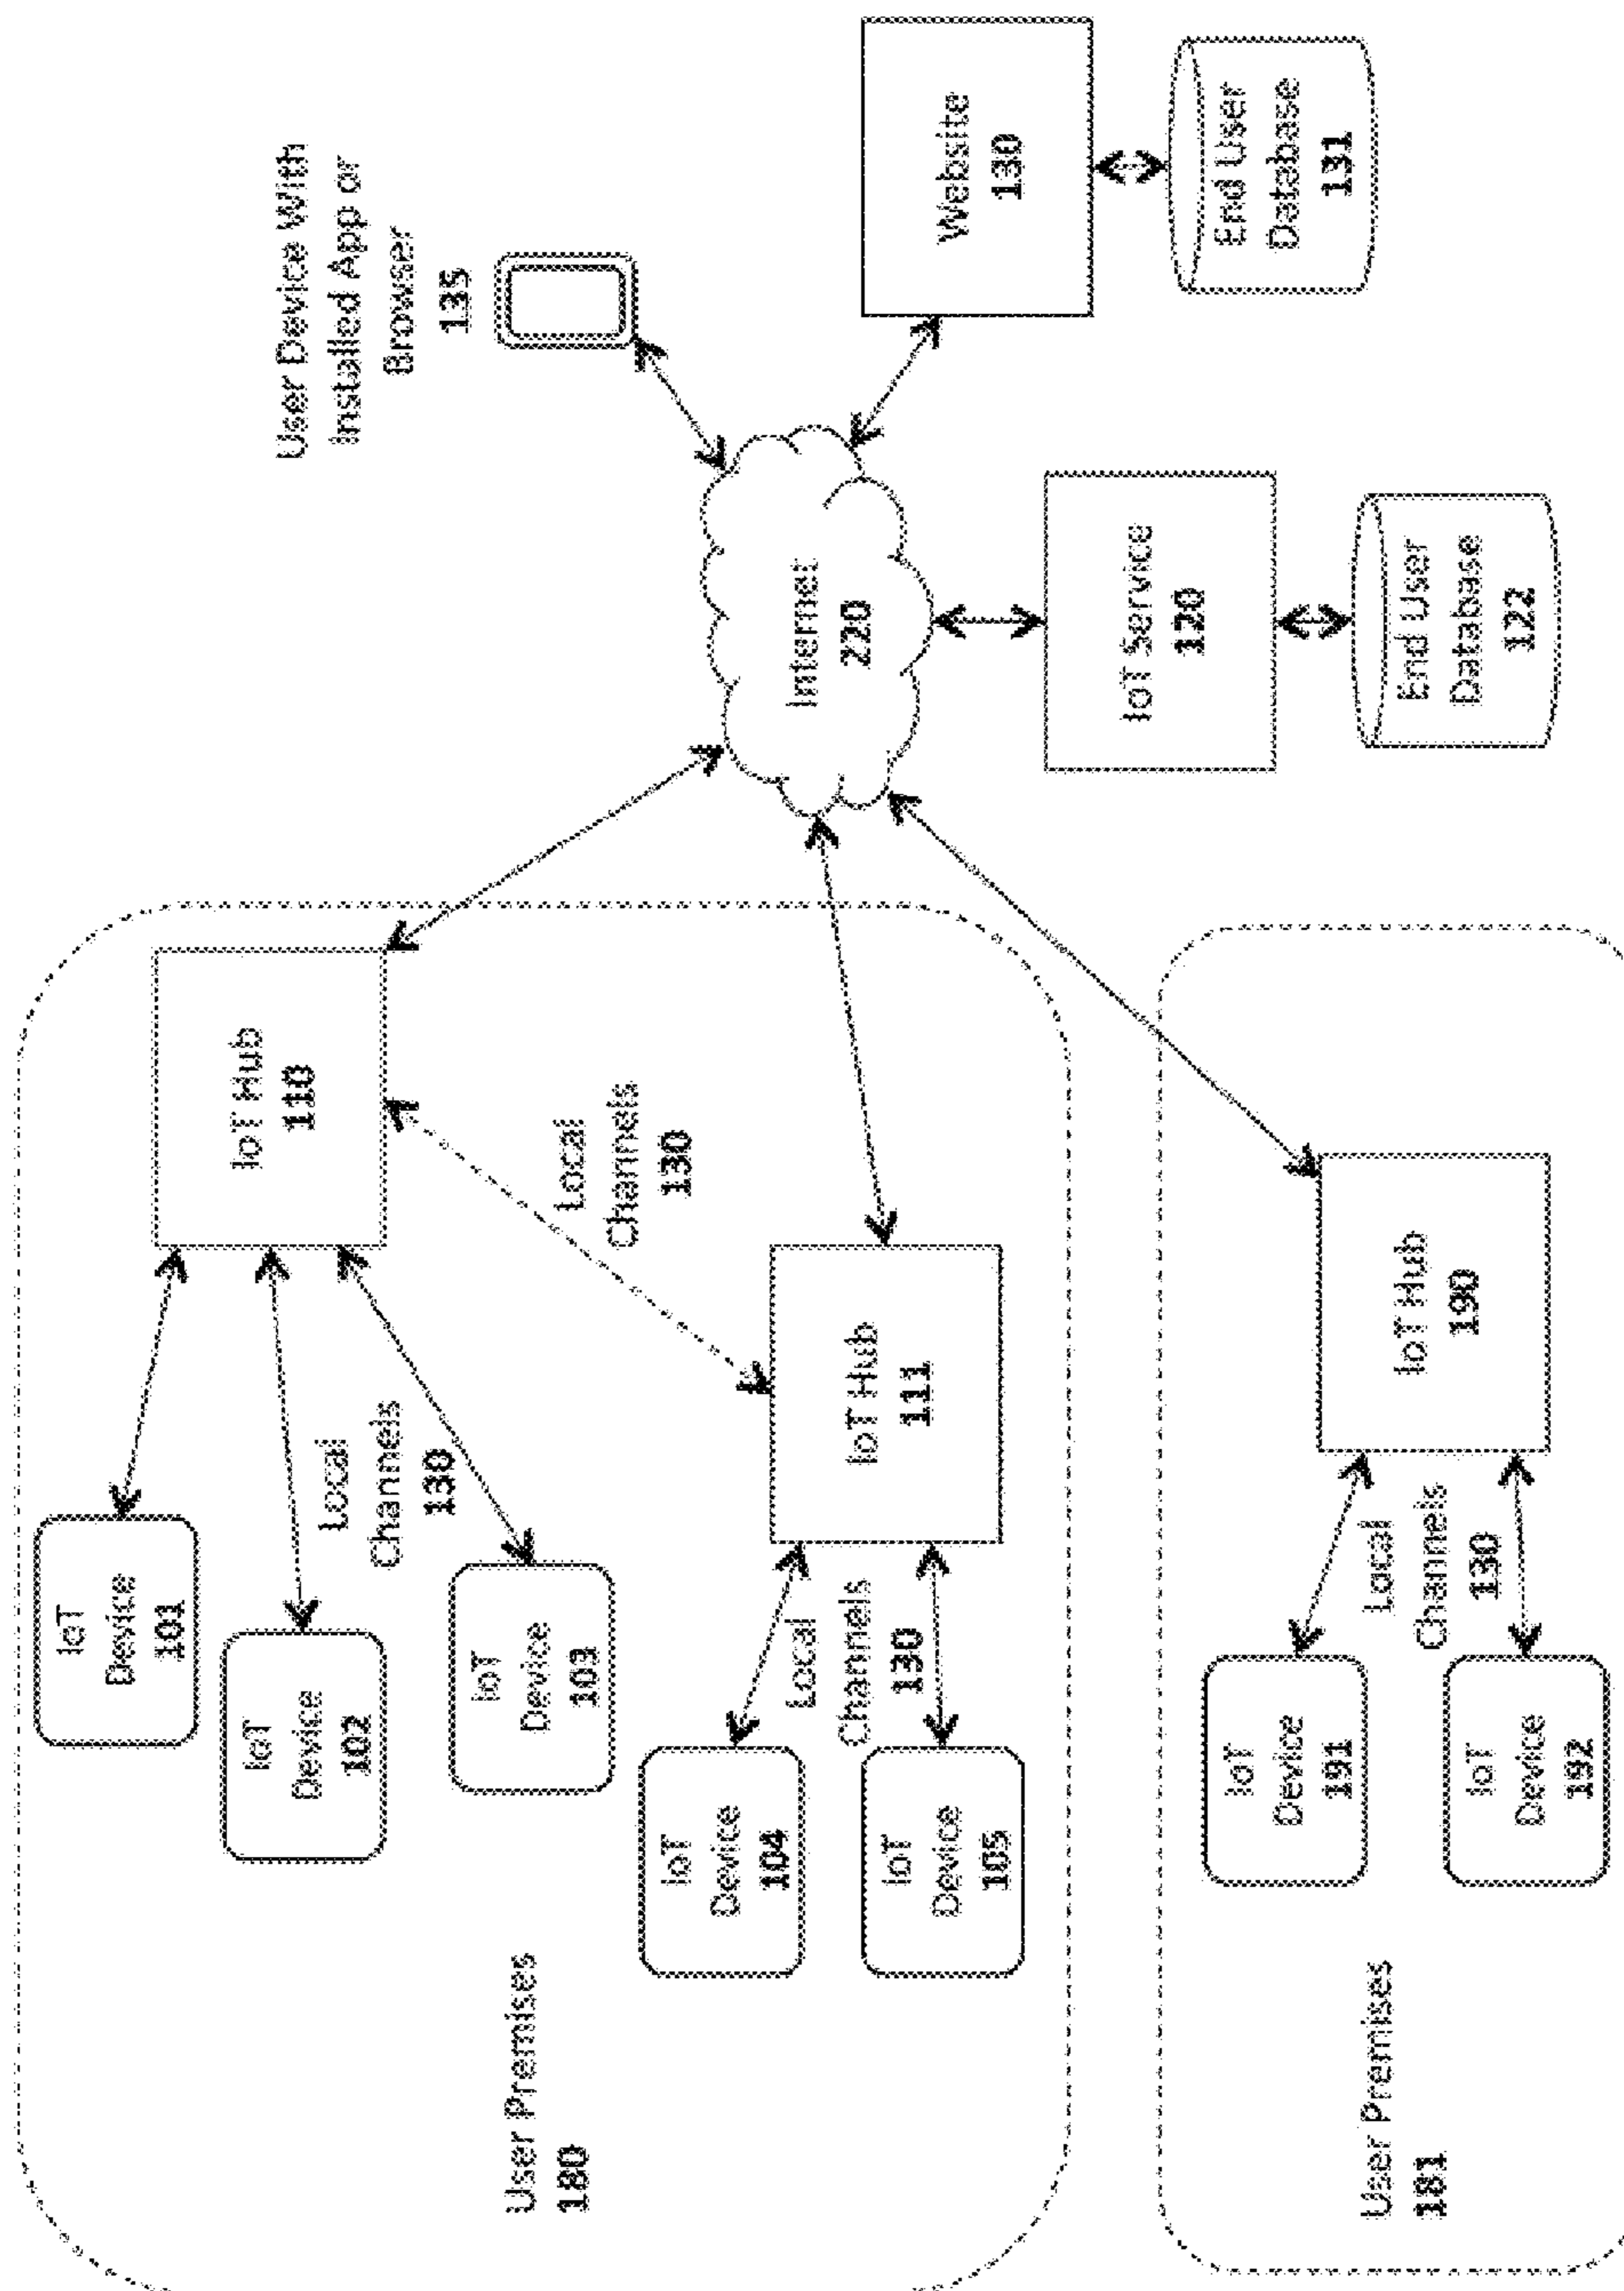 User Device With
Installed App or
Browser
135
Website
130
End User
Database
131
Internet
220
IoT Service
120
End User
Database
122
IoT Hub
110
Local
Channels
130
IoT Device
101
IoT
Device
102
Local
Channels
130
IoT
Device
103
IoT Hub
111
IoT
Device
104
Local
Channels
130
IoT
Device
105
User Premises
180
IoT Hub
190
IoT
Device
191
Local
Channels
130
IoT
Device
192
User Premises
181